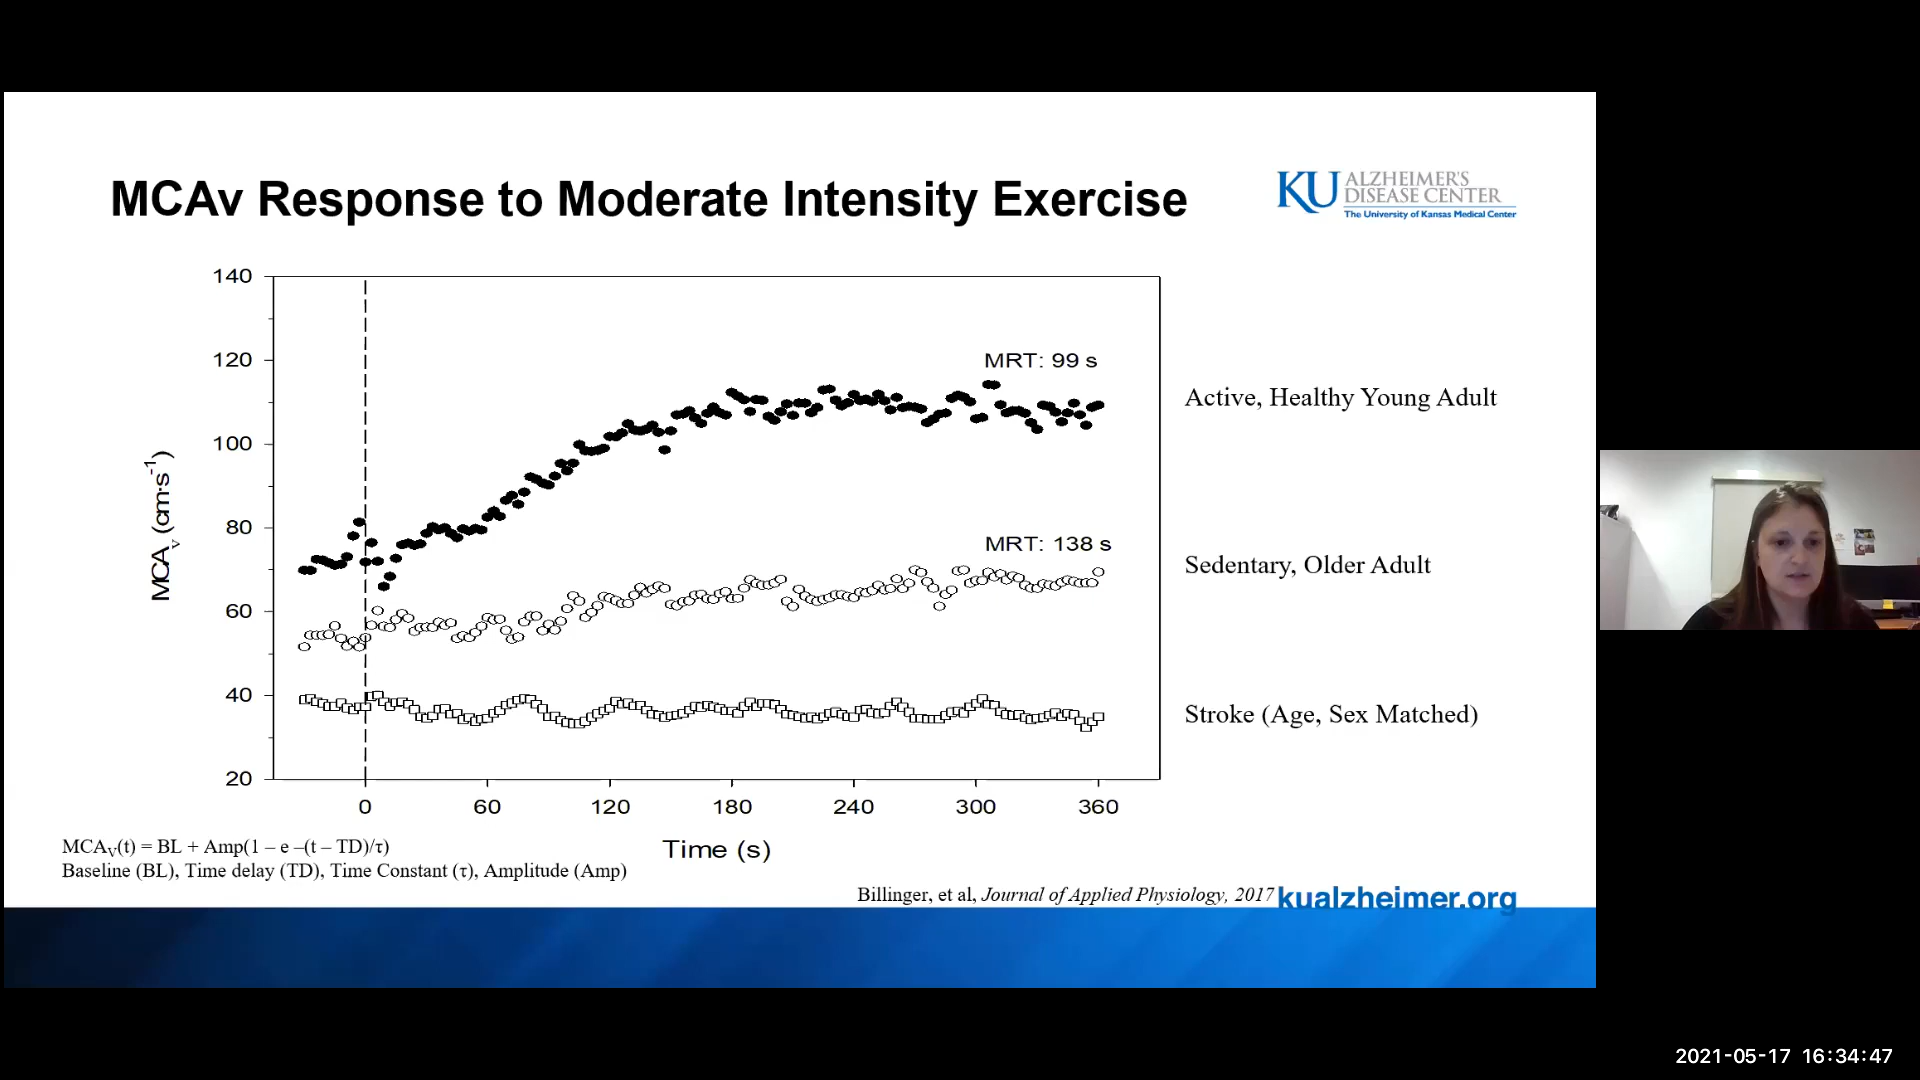 MCAv Response to Moderate Intensity Exercise
KU ALZHEIMER'S
DISEASE CENTER
The University of Kansas Medical Center
140
120
100
80
60
40
20
MCAv (cm·s-1)
MRT: 99 s
MRT: 138 s
Active, Healthy Young Adult
Sedentary, Older Adult
Stroke (Age, Sex Matched)
0 60 120 180 240 300 360
Time (s)
MCAV(t) = BL + Amp(1 – e –(t – TD)/τ)
Baseline (BL), Time delay (TD), Time Constant (τ), Amplitude (Amp)
Billinger, et al, Journal of Applied Physiology, 2017
kualzheimer.org
2021-05-17 16:34:47